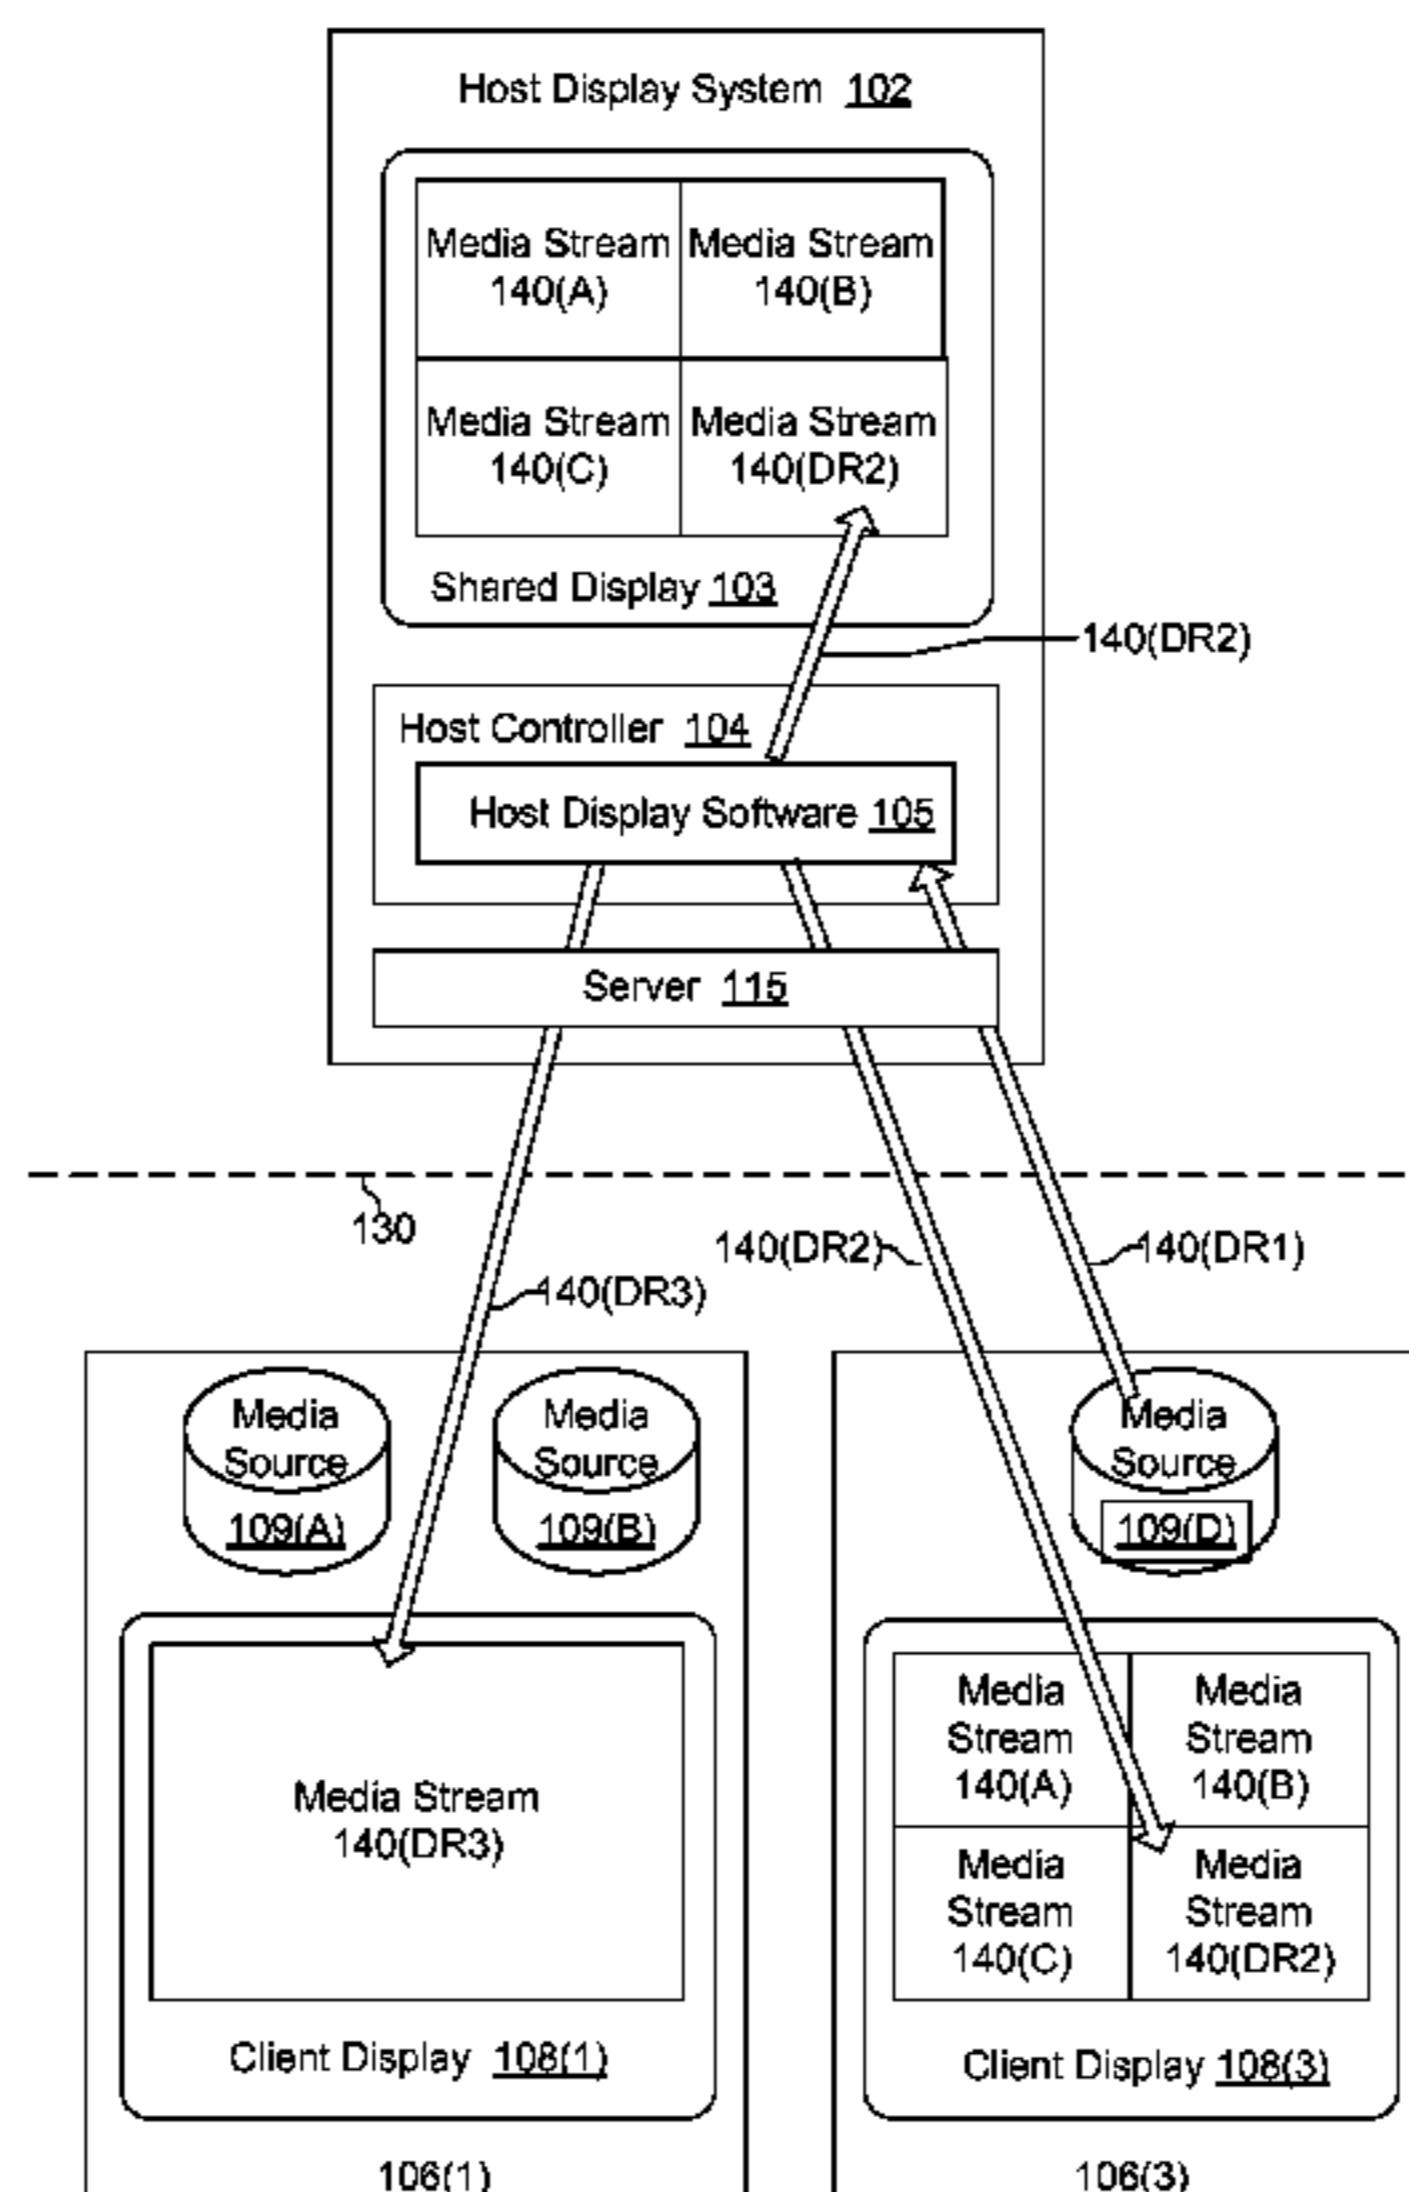 Host Display System 102
Media Stream
140(A)
Media Stream
140(B)
Media Stream
140(C)
Media Stream
140(DR2)
Shared Display 103
140(DR2)
Host Controller 104
Host Display Software 105
Server 115
130
140(DR2)
140(DR1)
140(DR3)
Media
Source
109(A)
Media
Source
109(B)
Media
Source
109(D)
Media Stream
140(DR3)
Client Display 108(1)
Media
Stream
140(A)
Media
Stream
140(B)
Media
Stream
140(C)
Media
Stream
140(DR2)
Client Display 108(3)
106(1)
106(3)